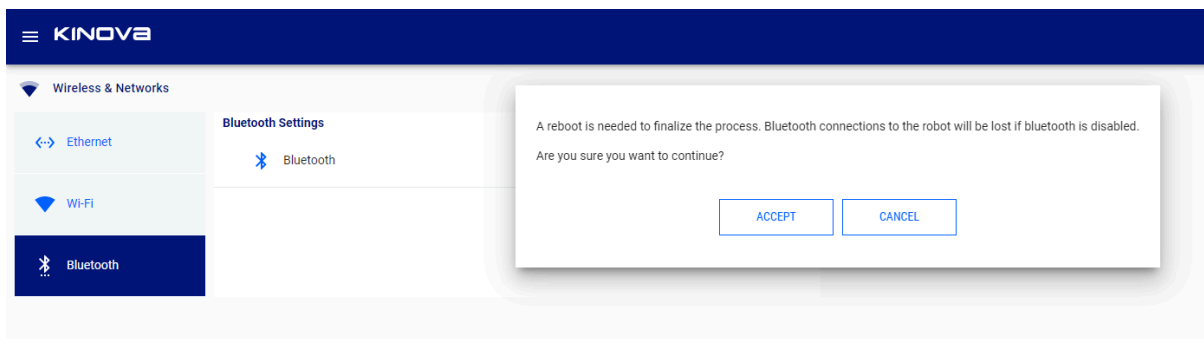 KINOVA
Wireless & Networks
Ethernet
Wi-Fi
Bluetooth
Bluetooth Settings
Bluetooth
A reboot is needed to finalize the process. Bluetooth connections to the robot will be lost if bluetooth is disabled.
Are you sure you want to continue?
ACCEPT
CANCEL